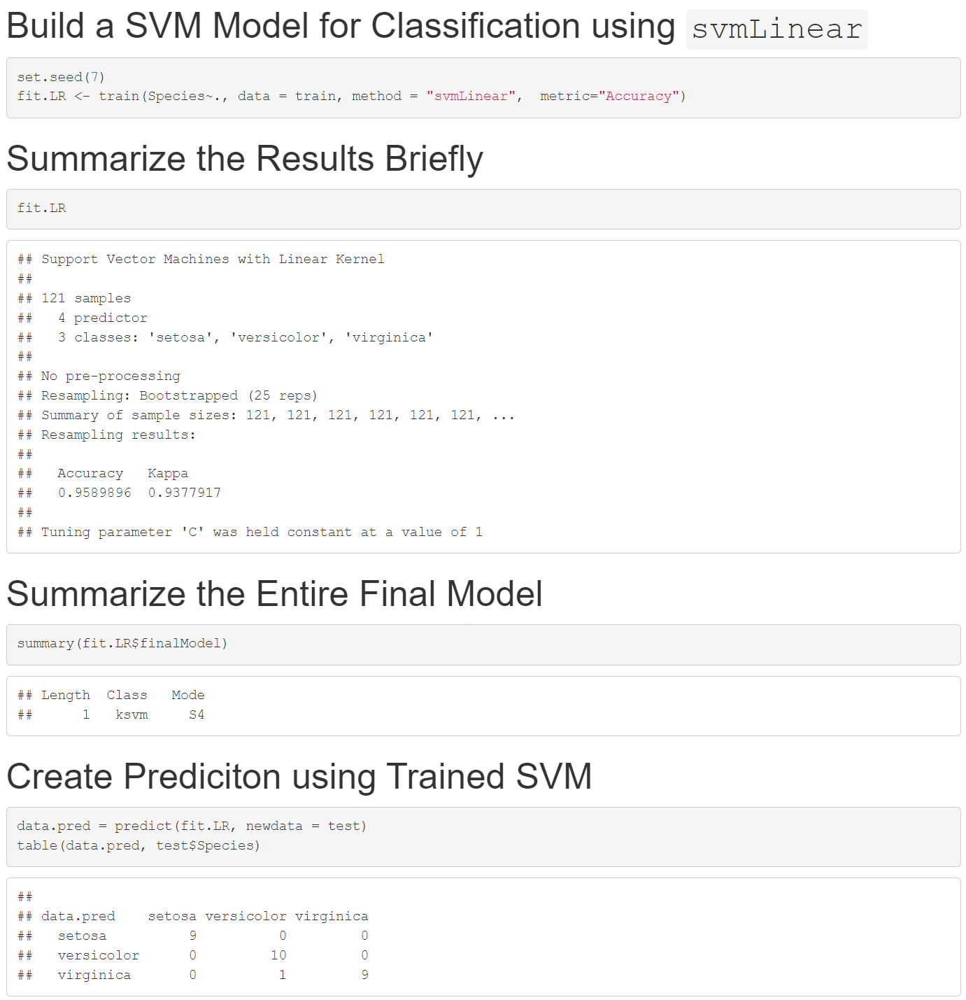 Build a SVM Model for Classification using svmLinear
set.seed(7)
fit.LR <- train(Species~., data = train, method = "svmLinear",  metric="Accuracy")
Summarize the Results Briefly
fit.LR
## Support Vector Machines with Linear Kernel
##
## 121 samples
##   4 predictor
##   3 classes: 'setosa', 'versicolor', 'virginica'
##
## No pre-processing
## Resampling: Bootstrapped (25 reps)
## Summary of sample sizes: 121, 121, 121, 121, 121, 121, ...
## Resampling results:
##
##   Accuracy   Kappa
##   0.9589896  0.9377917
##
## Tuning parameter 'C' was held constant at a value of 1
Summarize the Entire Final Model
summary(fit.LR$finalModel)
## Length  Class   Mode
##      1   ksvm     S4
Create Prediciton using Trained SVM
data.pred = predict(fit.LR, newdata = test)
table(data.pred, test$Species)
##
## data.pred    setosa versicolor virginica
##   setosa          9          0         0
##   versicolor      0         10         0
##   virginica       0          1         9